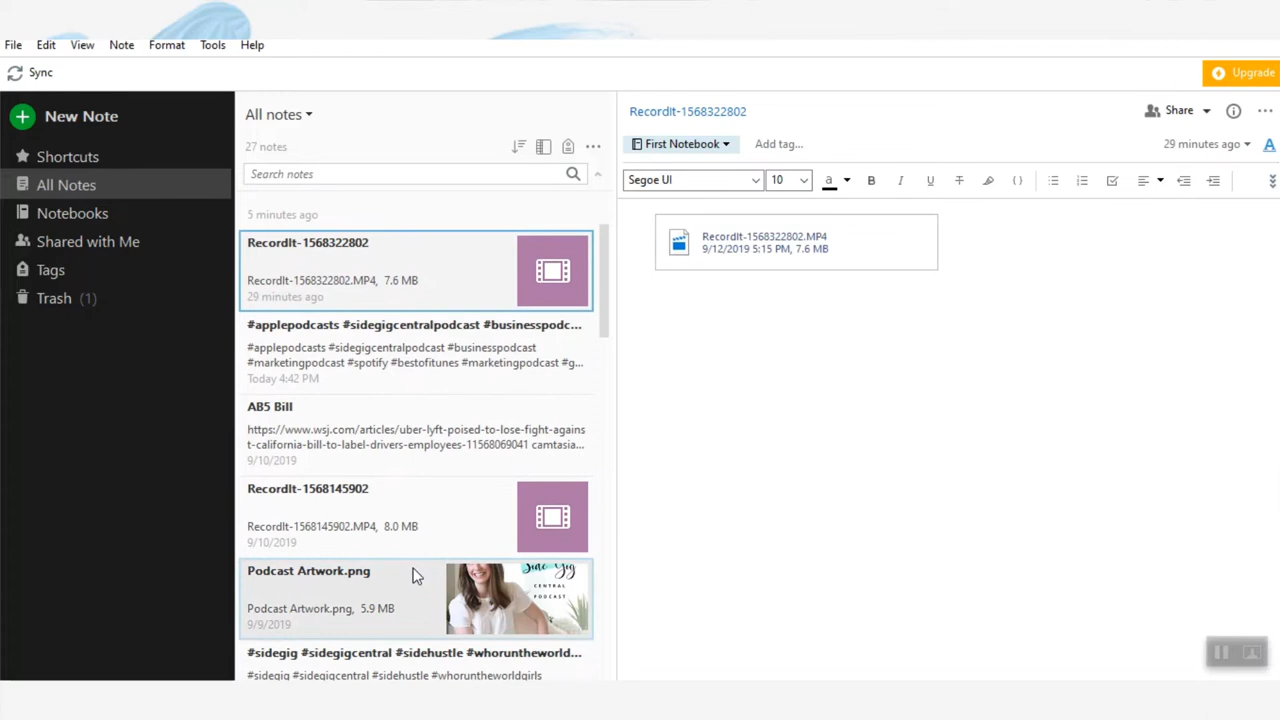 File Edit View Note Format Tools Help
Sync
Upgrade
New Note
Shortcuts
All Notes
Notebooks
Shared with Me
Tags
Trash (1)
All notes
27 notes
Search notes
5 minutes ago
RecordIt-1568322802
RecordIt-1568322802.MP4, 7.6 MB
29 minutes ago
#applepodcasts #sidegigcentralpodcast #businesspodc...
#applepodcasts #sidegigcentralpodcast #businesspodcast
#marketingpodcast #spotify #bestofitunes #marketingpodcast #g...
Today 4:42 PM
AB5 Bill
https://www.wsj.com/articles/uber-lyft-poised-to-lose-fight-agains
t-california-bill-to-label-drivers-employees-11568069041 camtasia...
9/10/2019
RecordIt-1568145902
RecordIt-1568145902.MP4, 8.0 MB
9/10/2019
Podcast Artwork.png
Podcast Artwork.png, 5.9 MB
9/9/2019
Side Gig
CENTRAL
PODCAST
#sidegig #sidegigcentral #sidehustle #whoruntheworld...
#sidegig #sidegigcentral #sidehustle #whoruntheworldgirls
RecordIt-1568322802
Share
First Notebook
Add tag...
29 minutes ago
A
Segoe UI 10 a B I U T
RecordIt-1568322802.MP4
9/12/2019 5:15 PM, 7.6 MB